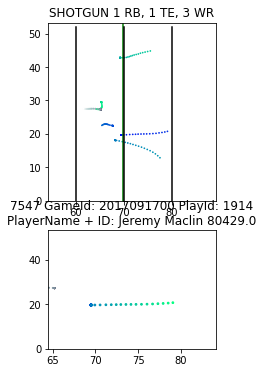 SHOTGUN 1 RB, 1 TE, 3 WR
50
40
30
20
10
0
60 70 80
7547 GameId: 2017091700 PlayId: 1914
PlayerName + ID: Jeremy Maclin 80429.0
40
20
0
65 70 75 80